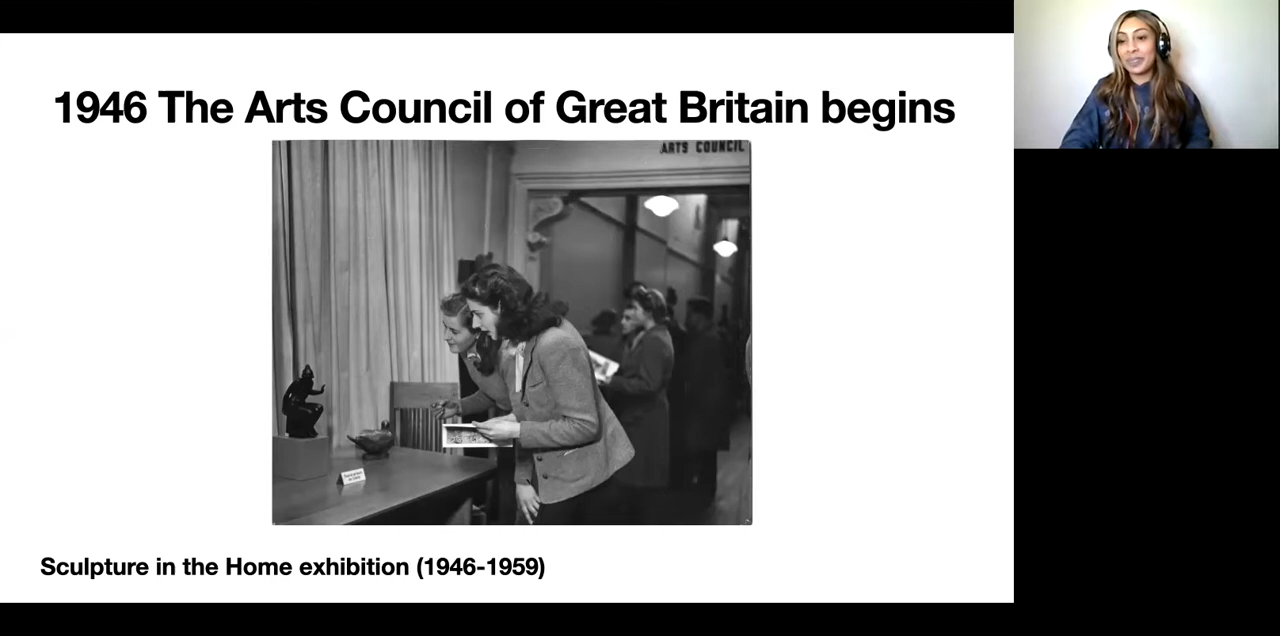 1946 The Arts Council of Great Britain begins
ARTS COUNCIL
Sculpture in the Home exhibition (1946-1959)